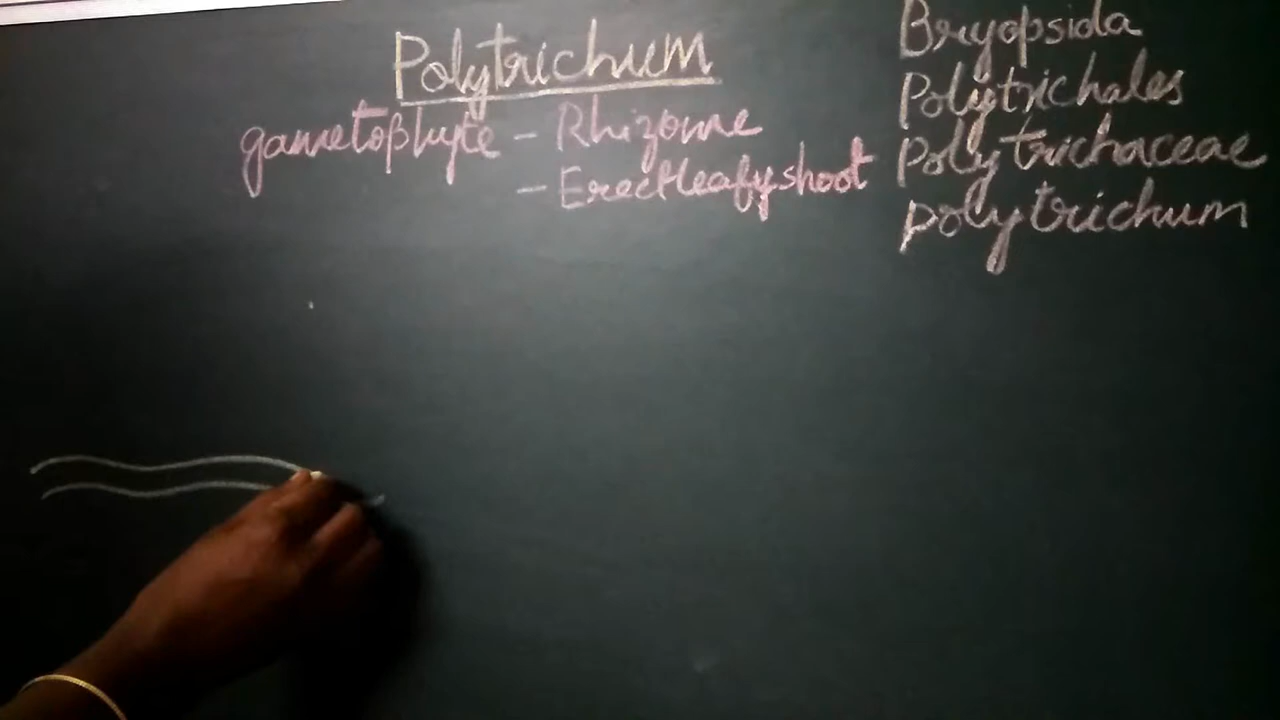 Polytrichum
gametophyte - Rhizome
- Erect leafy shoot
Bryopsida
Polytrichales
Polytrichaceae
Polytrichum